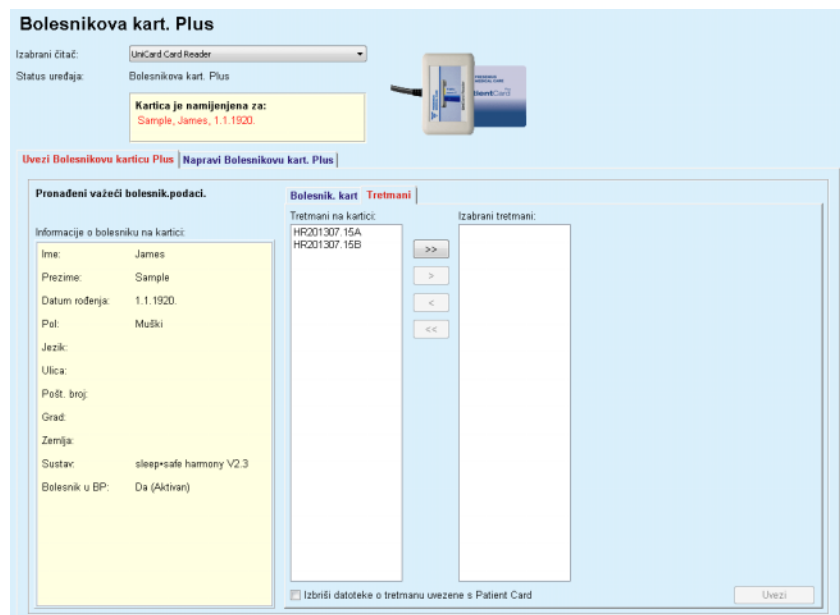 Bolesnikova kart. Plus
Izabrani čitač: UniCard Card Reader
Status uređaja: Bolesnikova kart. Plus
Kartica je namijenjena za:
Sample, James, 1.1.1920.
Uvezi Bolesnikovu karticu Plus Napravi Bolesnikovu kart. Plus
Pronađeni važeći bolesnik.podaci.
Informacije o bolesniku na kartici:
Ime: James
Prezime: Sample
Datum rođenja: 1.1.1920.
Pol: Muški
Jezik:
Ulica:
Pošt. broj:
Grad:
Zemlja:
Sustav: sleep•safe harmony V2.3
Bolesnik u BP: Da (Aktivan)
Bolesnik. kart Tretmani
Tretmani na kartici: Izabrani tretmani:
HR201307.15A
HR201307.15B
>>
>
<
<<
Izbriši datoteke o tretmanu uvezene s Patient Card
Uvezi